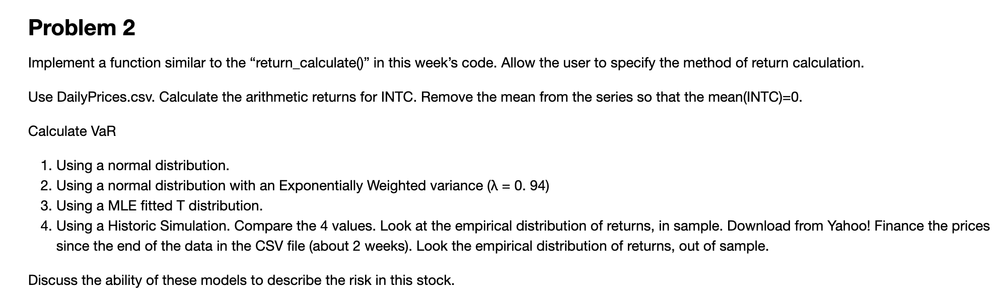 Problem 2
Implement a function similar to the “return_calculate()” in this week’s code. Allow the user to specify the method of return calculation.
Use DailyPrices.csv. Calculate the arithmetic returns for INTC. Remove the mean from the series so that the mean(INTC)=0.
Calculate VaR
1. Using a normal distribution.
2. Using a normal distribution with an Exponentially Weighted variance (λ = 0. 94)
3. Using a MLE fitted T distribution.
4. Using a Historic Simulation. Compare the 4 values. Look at the empirical distribution of returns, in sample. Download from Yahoo! Finance the prices
since the end of the data in the CSV file (about 2 weeks). Look the empirical distribution of returns, out of sample.
Discuss the ability of these models to describe the risk in this stock.